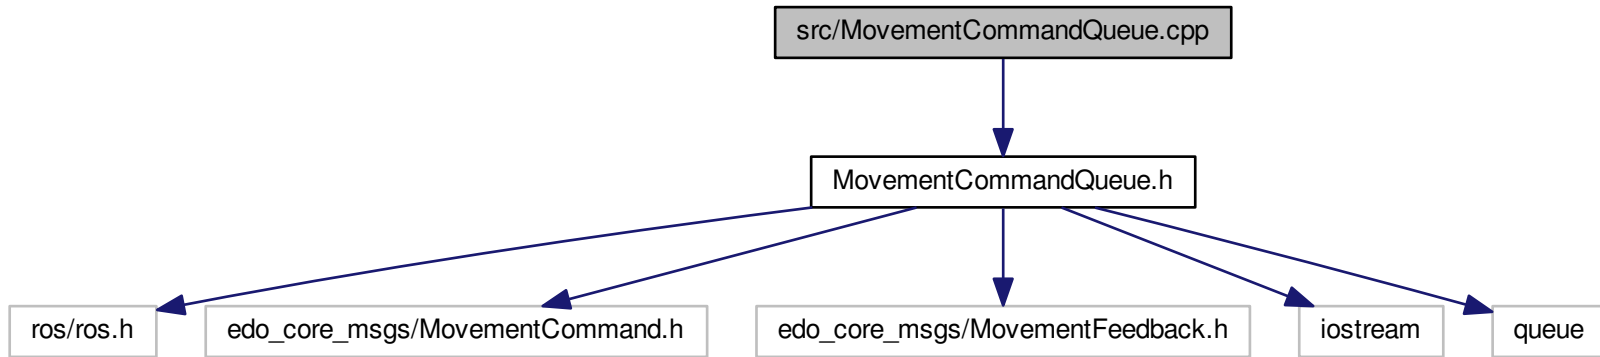 src/MovementCommandQueue.cpp
MovementCommandQueue.h
ros/ros.h
edo_core_msgs/MovementCommand.h
edo_core_msgs/MovementFeedback.h
iostream
queue